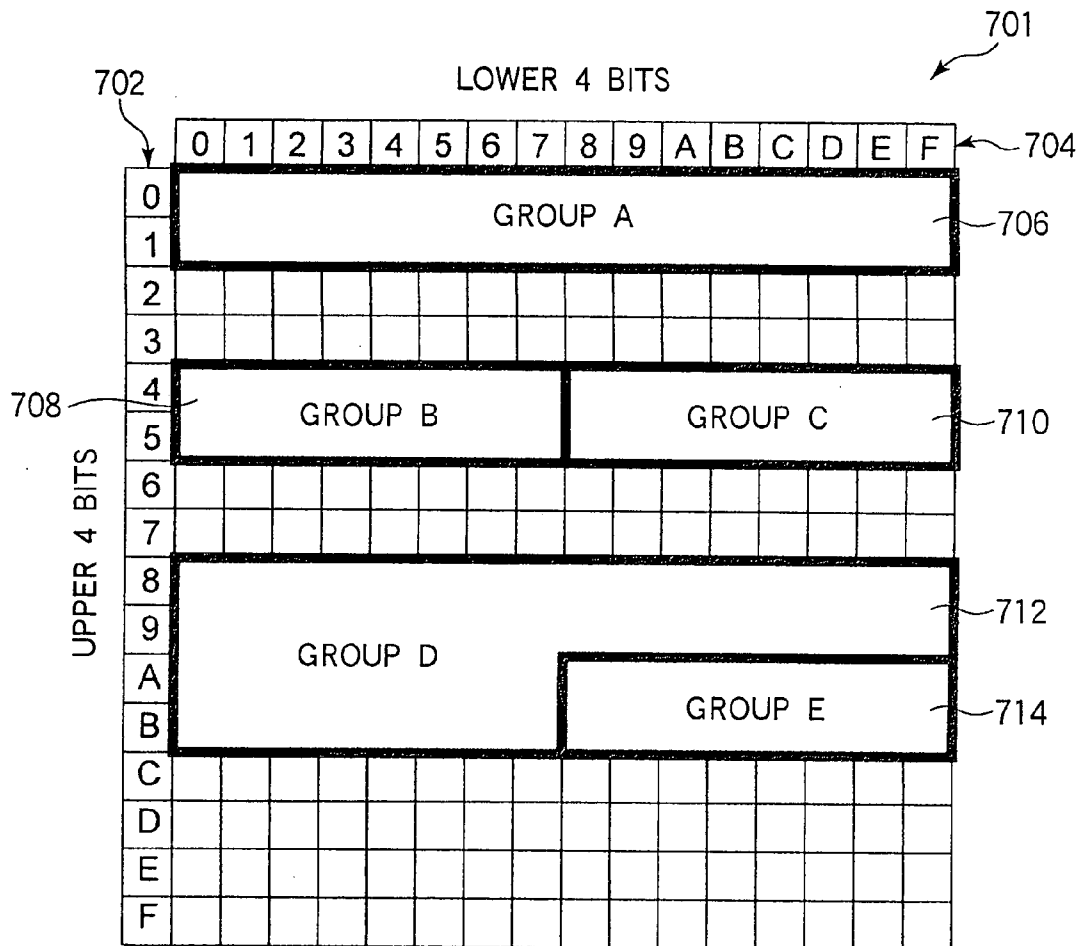 701
LOWER 4 BITS
702
0 1 2 3 4 5 6 7 8 9 A B C D E F
704
0
GROUP A
706
1
2
3
4
708
GROUP B
GROUP C
710
5
6
7
UPPER 4 BITS
8
712
9
GROUP D
A
GROUP E
714
B
C
D
E
F